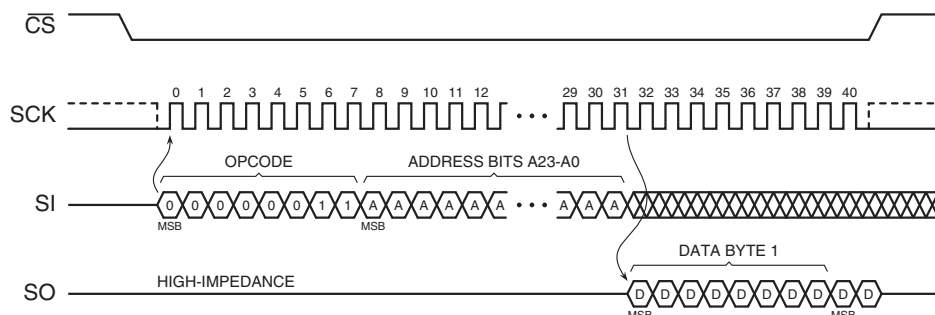 CS
0 1 2 3 4 5 6 7 8 9 10 11 12 29 30 31 32 33 34 35 36 37 38 39 40
SCK
OPCODE ADDRESS BITS A23-A0
SI 0 0 0 0 0 0 1 1 A A A A A A A A A
MSB MSB
DATA BYTE 1
HIGH-IMPEDANCE
SO D D D D D D D D D D
MSB MSB